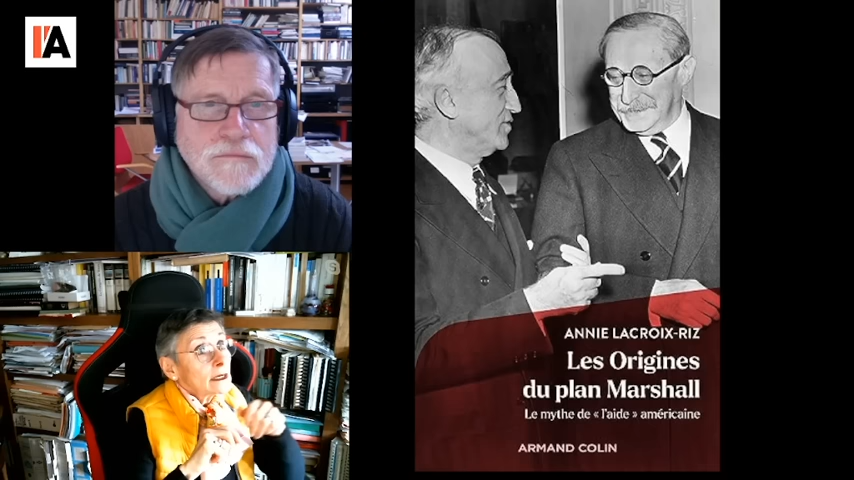 I'A
ANNIE LACROIX-RIZ
Les Origines
du plan Marshall
Le mythe de « l'aide » américaine
ARMAND COLIN